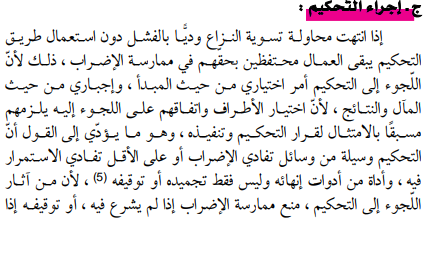 ج. إجراء التحكيم :
إذا انتهت محاولة تسوية النـزاع وديًّا بالفشل دون استعمال طريق
التحكيم يبقى العمال محتفظين بحقهم في ممارسة الإضراب ، ذلك لأنّ
اللّجوء إلى التحكيم أمر اختياري من حيث المبدأ، وإجباري من حيث
المآل والنتائج ، لأنّ اختيار الأطراف واتفاقهم على اللجوء إليه يلزمهم
مسبقًا بالامتثال لقرار التحكيم وتنفيذه ، وهو ما يؤدّي إلى القول أنّ
التحكيم وسيلة من وسائل تفادي الإضراب أو على الأقل تفادي الاستمرار
فيه ، وأداة من أدوات إنهائه وليس فقط تجميده أو توقيفه (5) ، لأن من آثار
اللّجوء إلى التحكيم ، منع ممارسة الإضراب إذا لم يشرع فيه ، أو توقيفه إذا